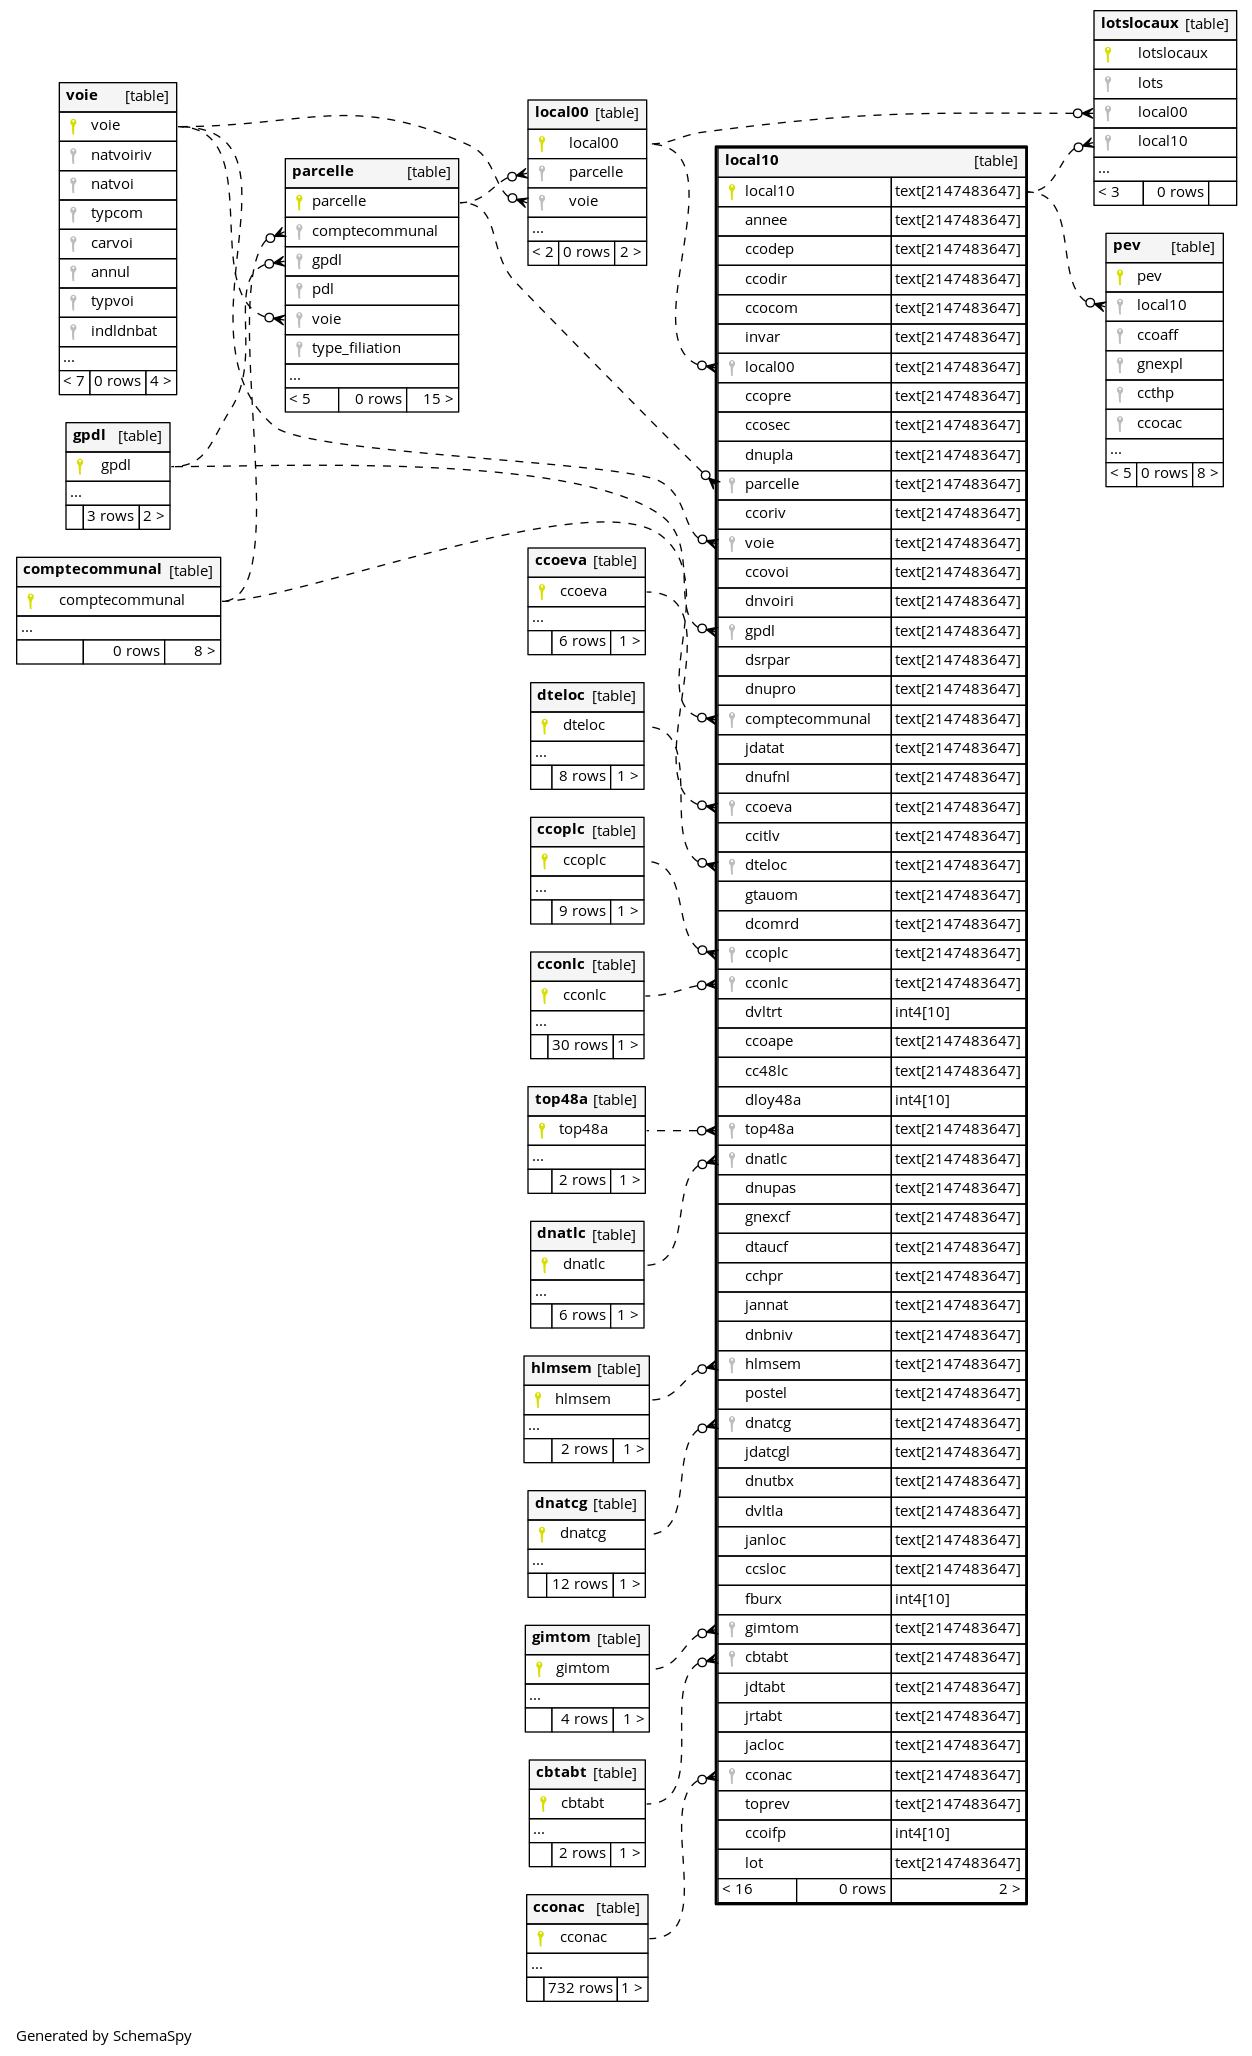 voie [table]
voie
natvoiriv
natvoi
typcom
carvoi
annul
typvoi
indldnbat
...
< 7 0 rows 4 >
gpdl [table]
gpdl
...
3 rows 2 >
comptecommunal [table]
comptecommunal
...
0 rows 8 >
parcelle [table]
parcelle
comptecommunal
gpdl
pdl
voie
type_filiation
...
< 5 0 rows 15 >
local00 [table]
local00
parcelle
voie
...
< 2 0 rows 2 >
ccoeva [table]
ccoeva
...
6 rows 1 >
dteloc [table]
dteloc
...
8 rows 1 >
ccoplc [table]
ccoplc
...
9 rows 1 >
cconlc [table]
cconlc
...
30 rows 1 >
top48a [table]
top48a
...
2 rows 1 >
dnatlc [table]
dnatlc
...
6 rows 1 >
hlmsem [table]
hlmsem
...
2 rows 1 >
dnatcg [table]
dnatcg
...
12 rows 1 >
gimtom [table]
gimtom
...
4 rows 1 >
cbtabt [table]
cbtabt
...
2 rows 1 >
cconac [table]
cconac
...
732 rows 1 >
local10 [table]
local10 text[2147483647]
annee text[2147483647]
ccodep text[2147483647]
ccodir text[2147483647]
ccocom text[2147483647]
invar text[2147483647]
local00 text[2147483647]
ccopre text[2147483647]
ccosec text[2147483647]
dnupla text[2147483647]
parcelle text[2147483647]
ccoriv text[2147483647]
voie text[2147483647]
ccovoi text[2147483647]
dnvoiri text[2147483647]
gpdl text[2147483647]
dsrpar text[2147483647]
dnupro text[2147483647]
comptecommunal text[2147483647]
jdatat text[2147483647]
dnufnl text[2147483647]
ccoeva text[2147483647]
ccitlv text[2147483647]
dteloc text[2147483647]
gtauom text[2147483647]
dcomrd text[2147483647]
ccoplc text[2147483647]
cconlc text[2147483647]
dvltrt int4[10]
ccoape text[2147483647]
cc48lc text[2147483647]
dloy48a int4[10]
top48a text[2147483647]
dnatlc text[2147483647]
dnupas text[2147483647]
gnexcf text[2147483647]
dtaucf text[2147483647]
cchpr text[2147483647]
jannat text[2147483647]
dnbniv text[2147483647]
hlmsem text[2147483647]
postel text[2147483647]
dnatcg text[2147483647]
jdatcgl text[2147483647]
dnutbx text[2147483647]
dvltla text[2147483647]
janloc text[2147483647]
ccsloc text[2147483647]
fburx int4[10]
gimtom text[2147483647]
cbtabt text[2147483647]
jdtabt text[2147483647]
jrtabt text[2147483647]
jacloc text[2147483647]
cconac text[2147483647]
toprev text[2147483647]
ccoifp int4[10]
lot text[2147483647]
< 16 0 rows 2 >
lotslocaux [table]
lotslocaux
lots
local00
local10
...
< 3 0 rows
pev [table]
pev
local10
ccoaff
gnexpl
ccthp
ccocac
...
< 5 0 rows 8 >
Generated by SchemaSpy